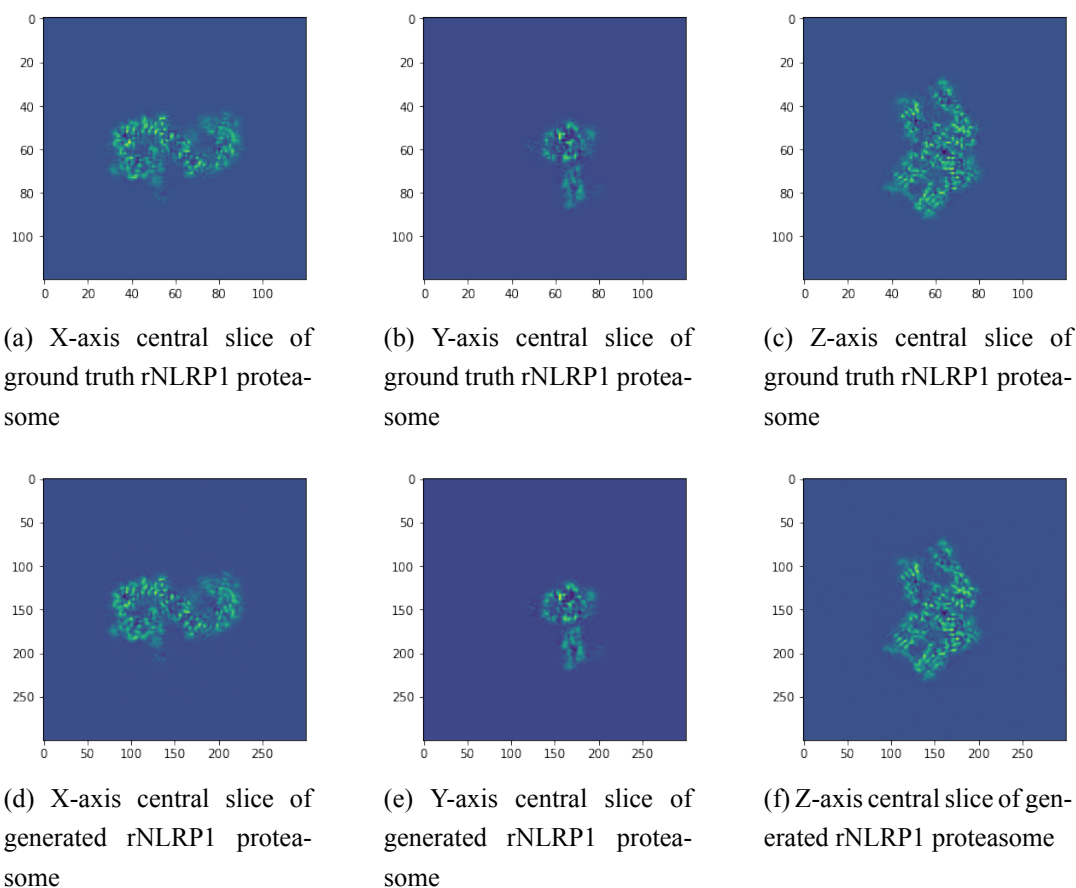 0
20
40
60
80
100
0 20 40 60 80 100
0
20
40
60
80
100
0 20 40 60 80 100
0
20
40
60
80
100
0 20 40 60 80 100
(a) X-axis central slice of
ground truth rNLRP1 protea-
some
(b) Y-axis central slice of
ground truth rNLRP1 protea-
some
(c) Z-axis central slice of
ground truth rNLRP1 protea-
some
0
50
100
150
200
250
0 50 100 150 200 250
0
50
100
150
200
250
0 50 100 150 200 250
0
50
100
150
200
250
0 50 100 150 200 250
(d) X-axis central slice of
generated rNLRP1 protea-
some
(e) Y-axis central slice of
generated rNLRP1 protea-
some
(f) Z-axis central slice of gen-
erated rNLRP1 proteasome